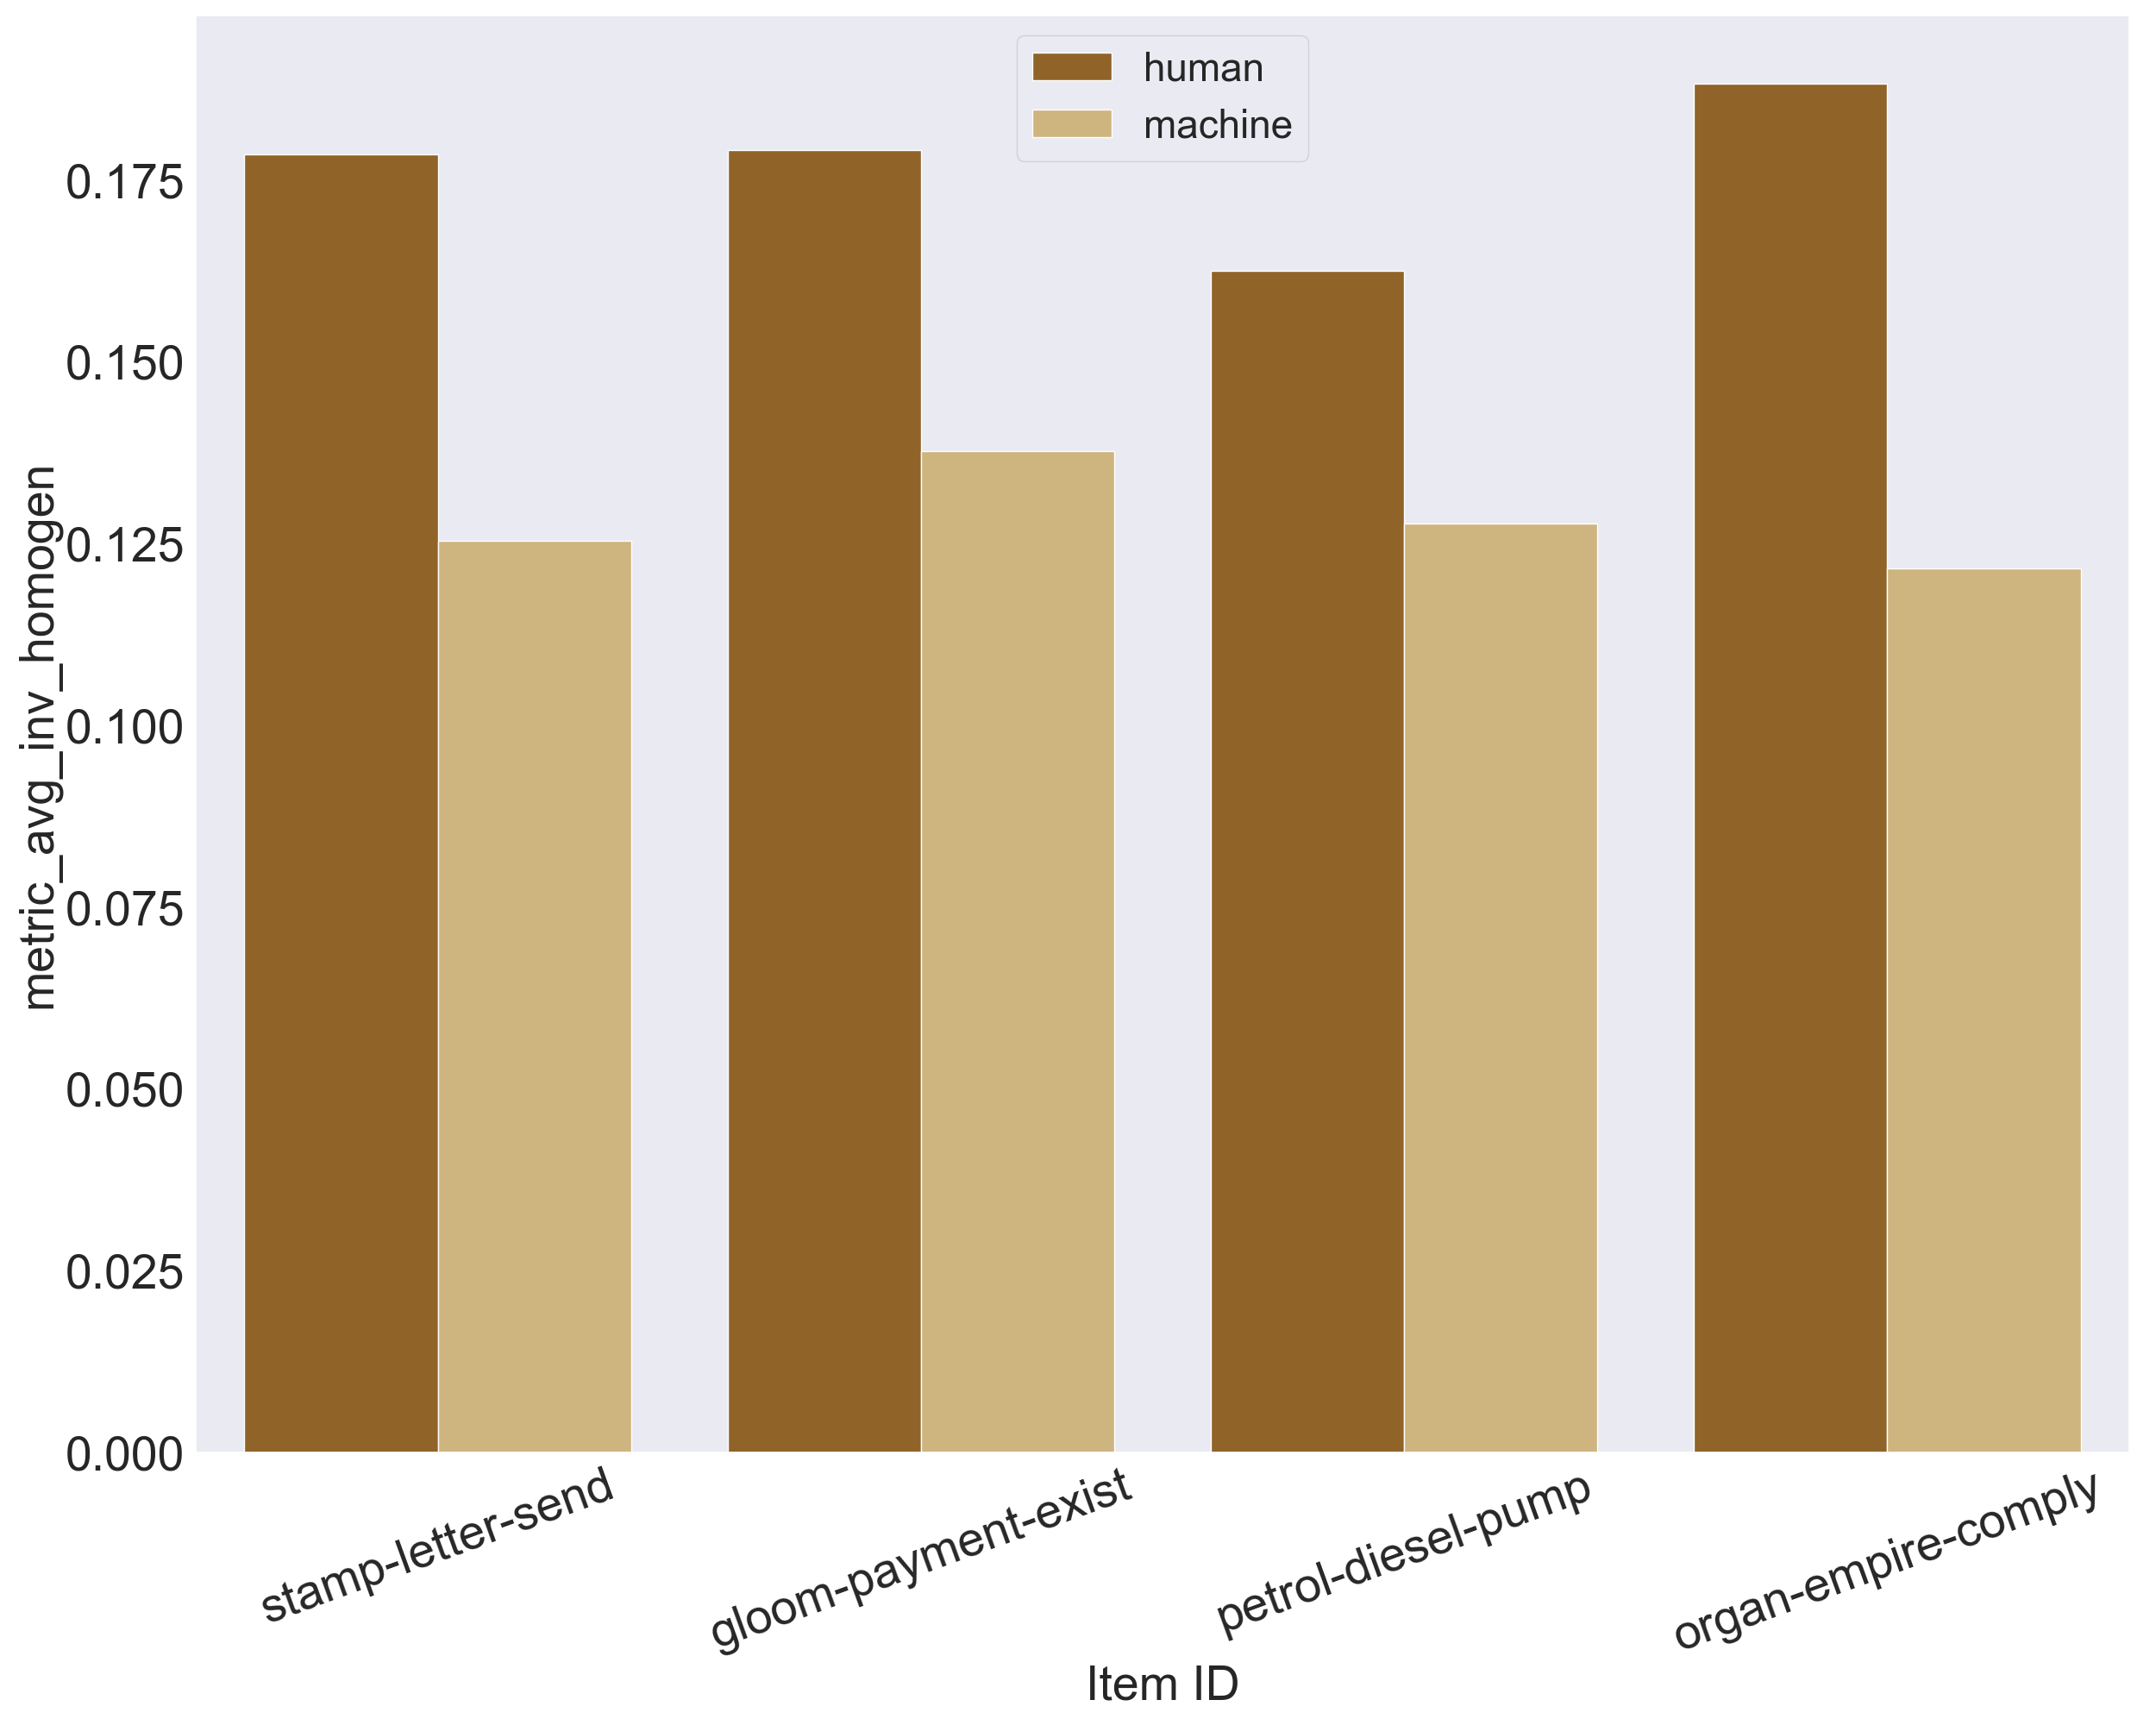 human
machine
metric_avg_inv_homogen
0.175
0.150
0.125
0.100
0.075
0.050
0.025
0.000
stamp-letter-send
gloom-payment-exist
petrol-diesel-pump
organ-empire-comply
Item ID